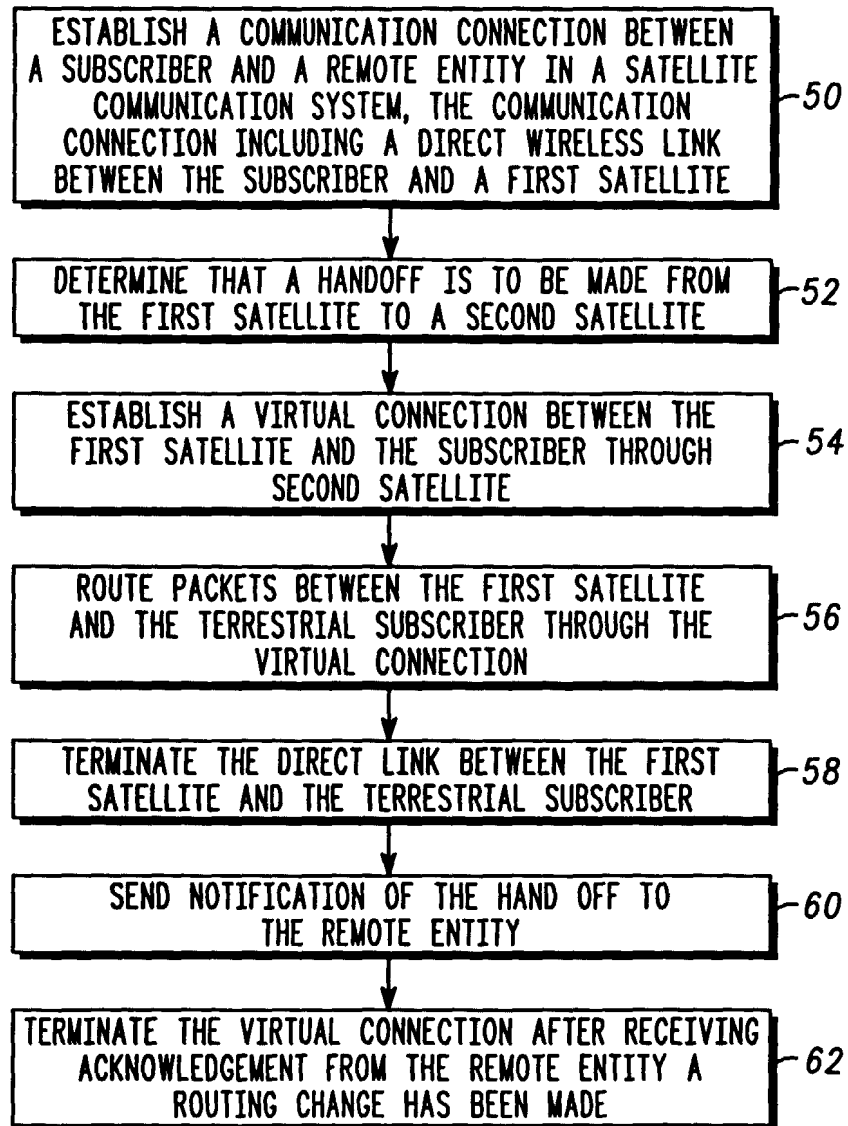 ESTABLISH A COMMUNICATION CONNECTION BETWEEN
A SUBSCRIBER AND A REMOTE ENTITY IN A SATELLITE
COMMUNICATION SYSTEM, THE COMMUNICATION
CONNECTION INCLUDING A DIRECT WIRELESS LINK
BETWEEN THE SUBSCRIBER AND A FIRST SATELLITE
50
DETERMINE THAT A HANDOFF IS TO BE MADE FROM
THE FIRST SATELLITE TO A SECOND SATELLITE
52
ESTABLISH A VIRTUAL CONNECTION BETWEEN THE
FIRST SATELLITE AND THE SUBSCRIBER THROUGH
SECOND SATELLITE
54
ROUTE PACKETS BETWEEN THE FIRST SATELLITE
AND THE TERRESTRIAL SUBSCRIBER THROUGH THE
VIRTUAL CONNECTION
56
TERMINATE THE DIRECT LINK BETWEEN THE FIRST
SATELLITE AND THE TERRESTRIAL SUBSCRIBER
58
SEND NOTIFICATION OF THE HAND OFF TO
THE REMOTE ENTITY
60
TERMINATE THE VIRTUAL CONNECTION AFTER RECEIVING
ACKNOWLEDGEMENT FROM THE REMOTE ENTITY A
ROUTING CHANGE HAS BEEN MADE
62